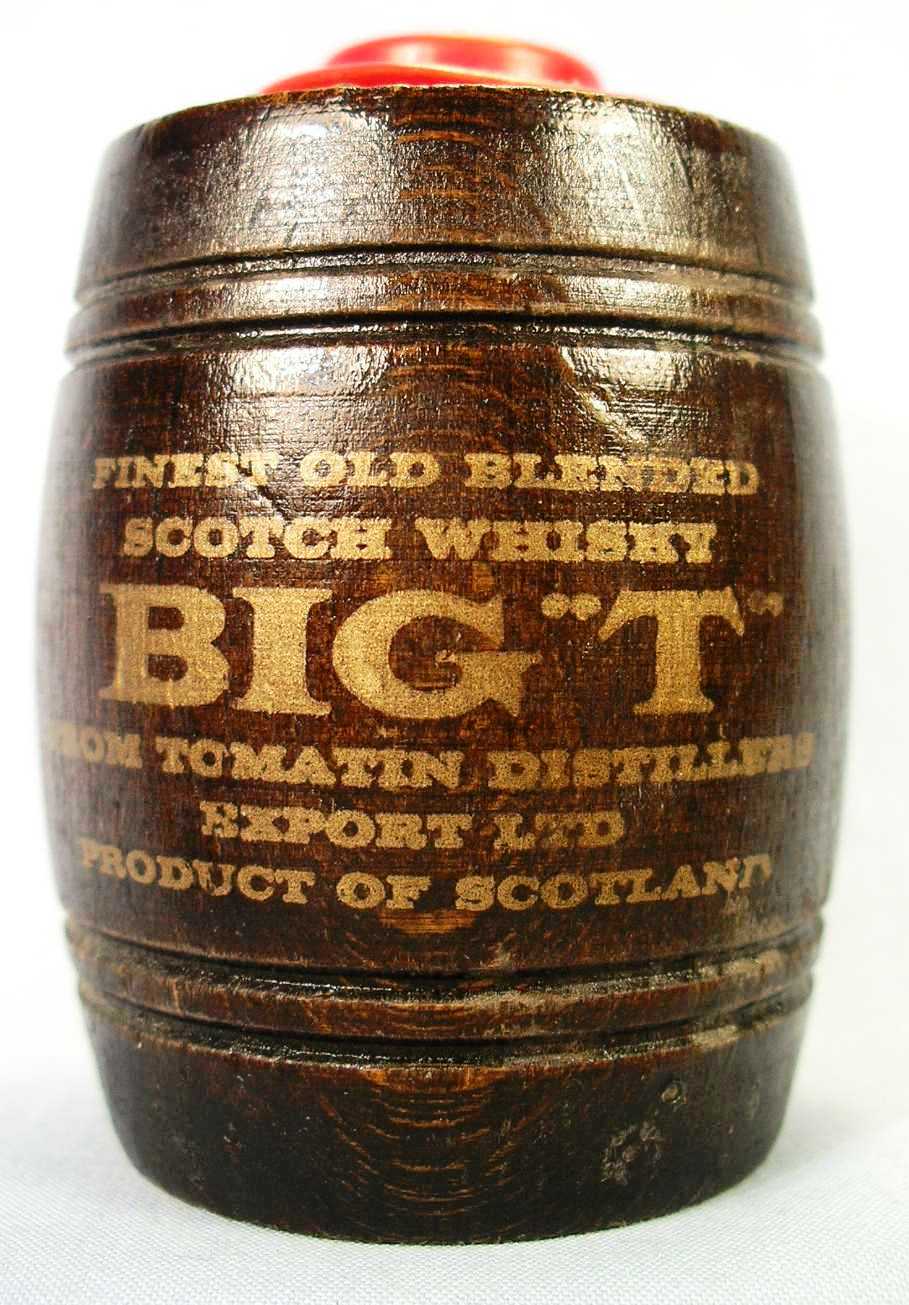 FINEST OLD BLENDED
SCOTCH WHISKY
BIG "T"
FROM TOMATIN DISTILLERS
EXPORT LTD
PRODUCT OF SCOTLAND